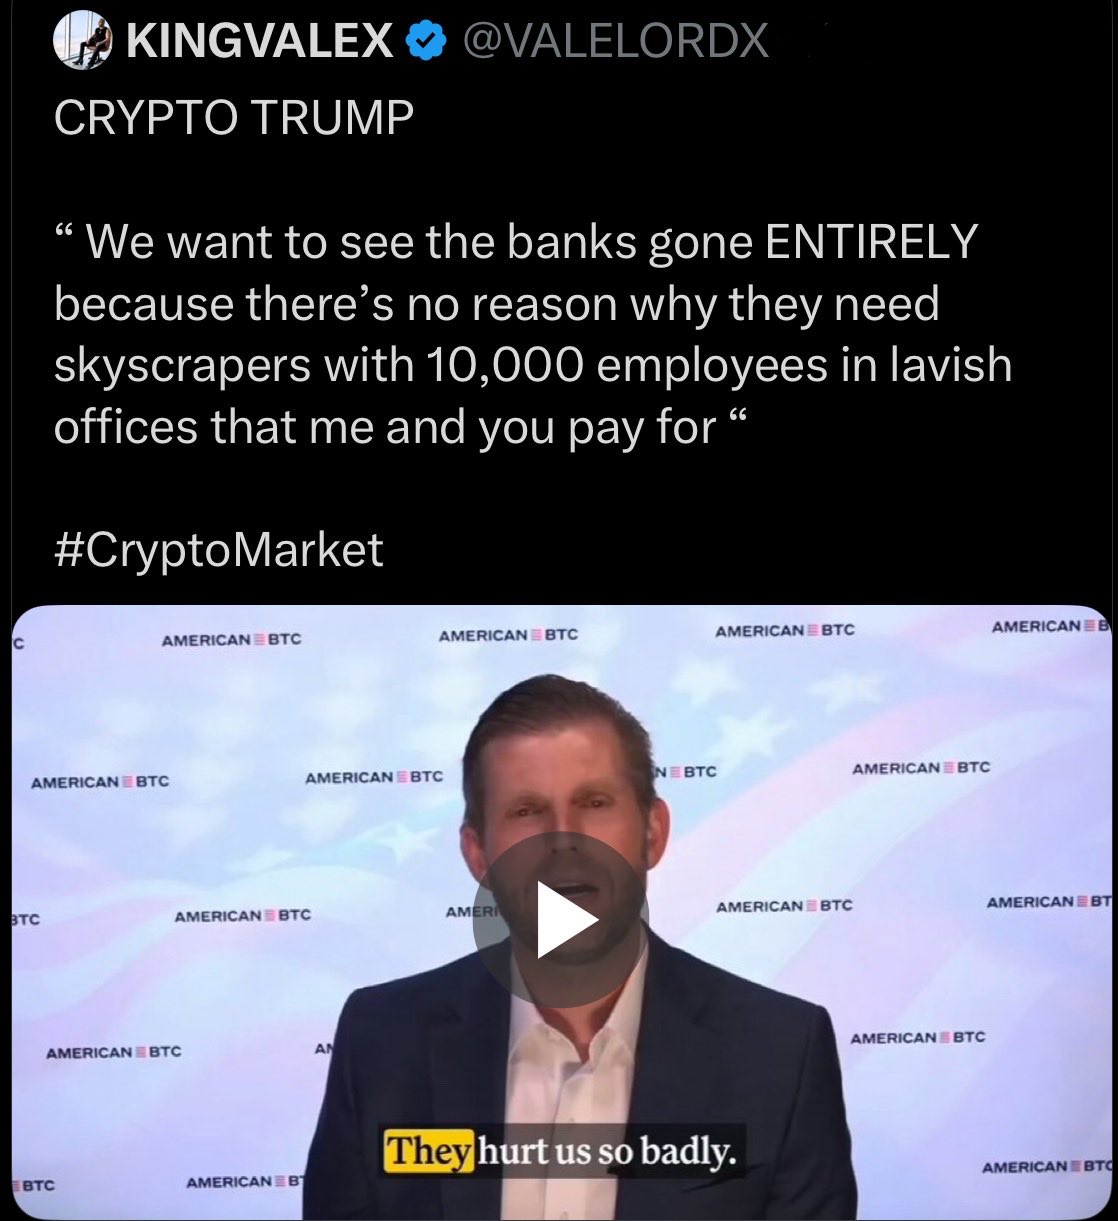 KINGVALEX @VALELORDX
CRYPTO TRUMP
“ We want to see the banks gone ENTIRELY
because there’s no reason why they need
skyscrapers with 10,000 employees in lavish
offices that me and you pay for “
#CryptoMarket
C AMERICAN BTC AMERICAN BTC AMERICAN BTC AMERICAN B
AMERICAN BTC AMERICAN BTC N BTC AMERICAN BTC
BTC AMERICAN BTC AMERI AMERICAN BTC AMERICAN BT
AMERICAN BTC AN AMERICAN BTC
They hurt us so badly.
BTC AMERICAN BT AMERICAN BTC